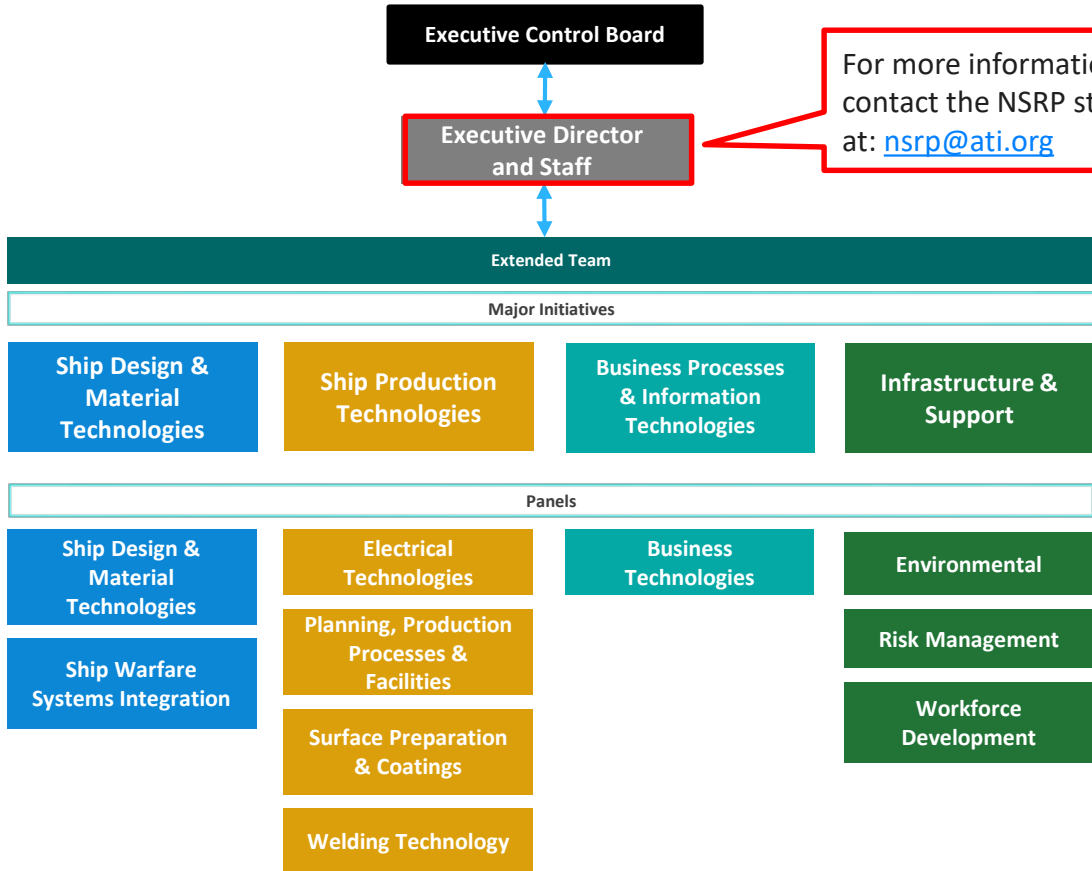 Executive Control Board
For more
contact the NSRP
at: nsrp@ati.org
Executive Director
and Staff
Extended Team
Major Initiatives
Ship Design &
Material
Technologies
Ship Production
Technologies
Business Processes
& Information
Technologies
Infrastructure &
Support
Panels
Ship Design &
Material
Technologies
Electrical
Technologies
Business
Technologies
Environmental
Planning, Production
Processes &
Facilities
Risk Management
Ship Warfare
Systems Integration
Workforce
Development
Surface Preparation
& Coatings
Welding Technology